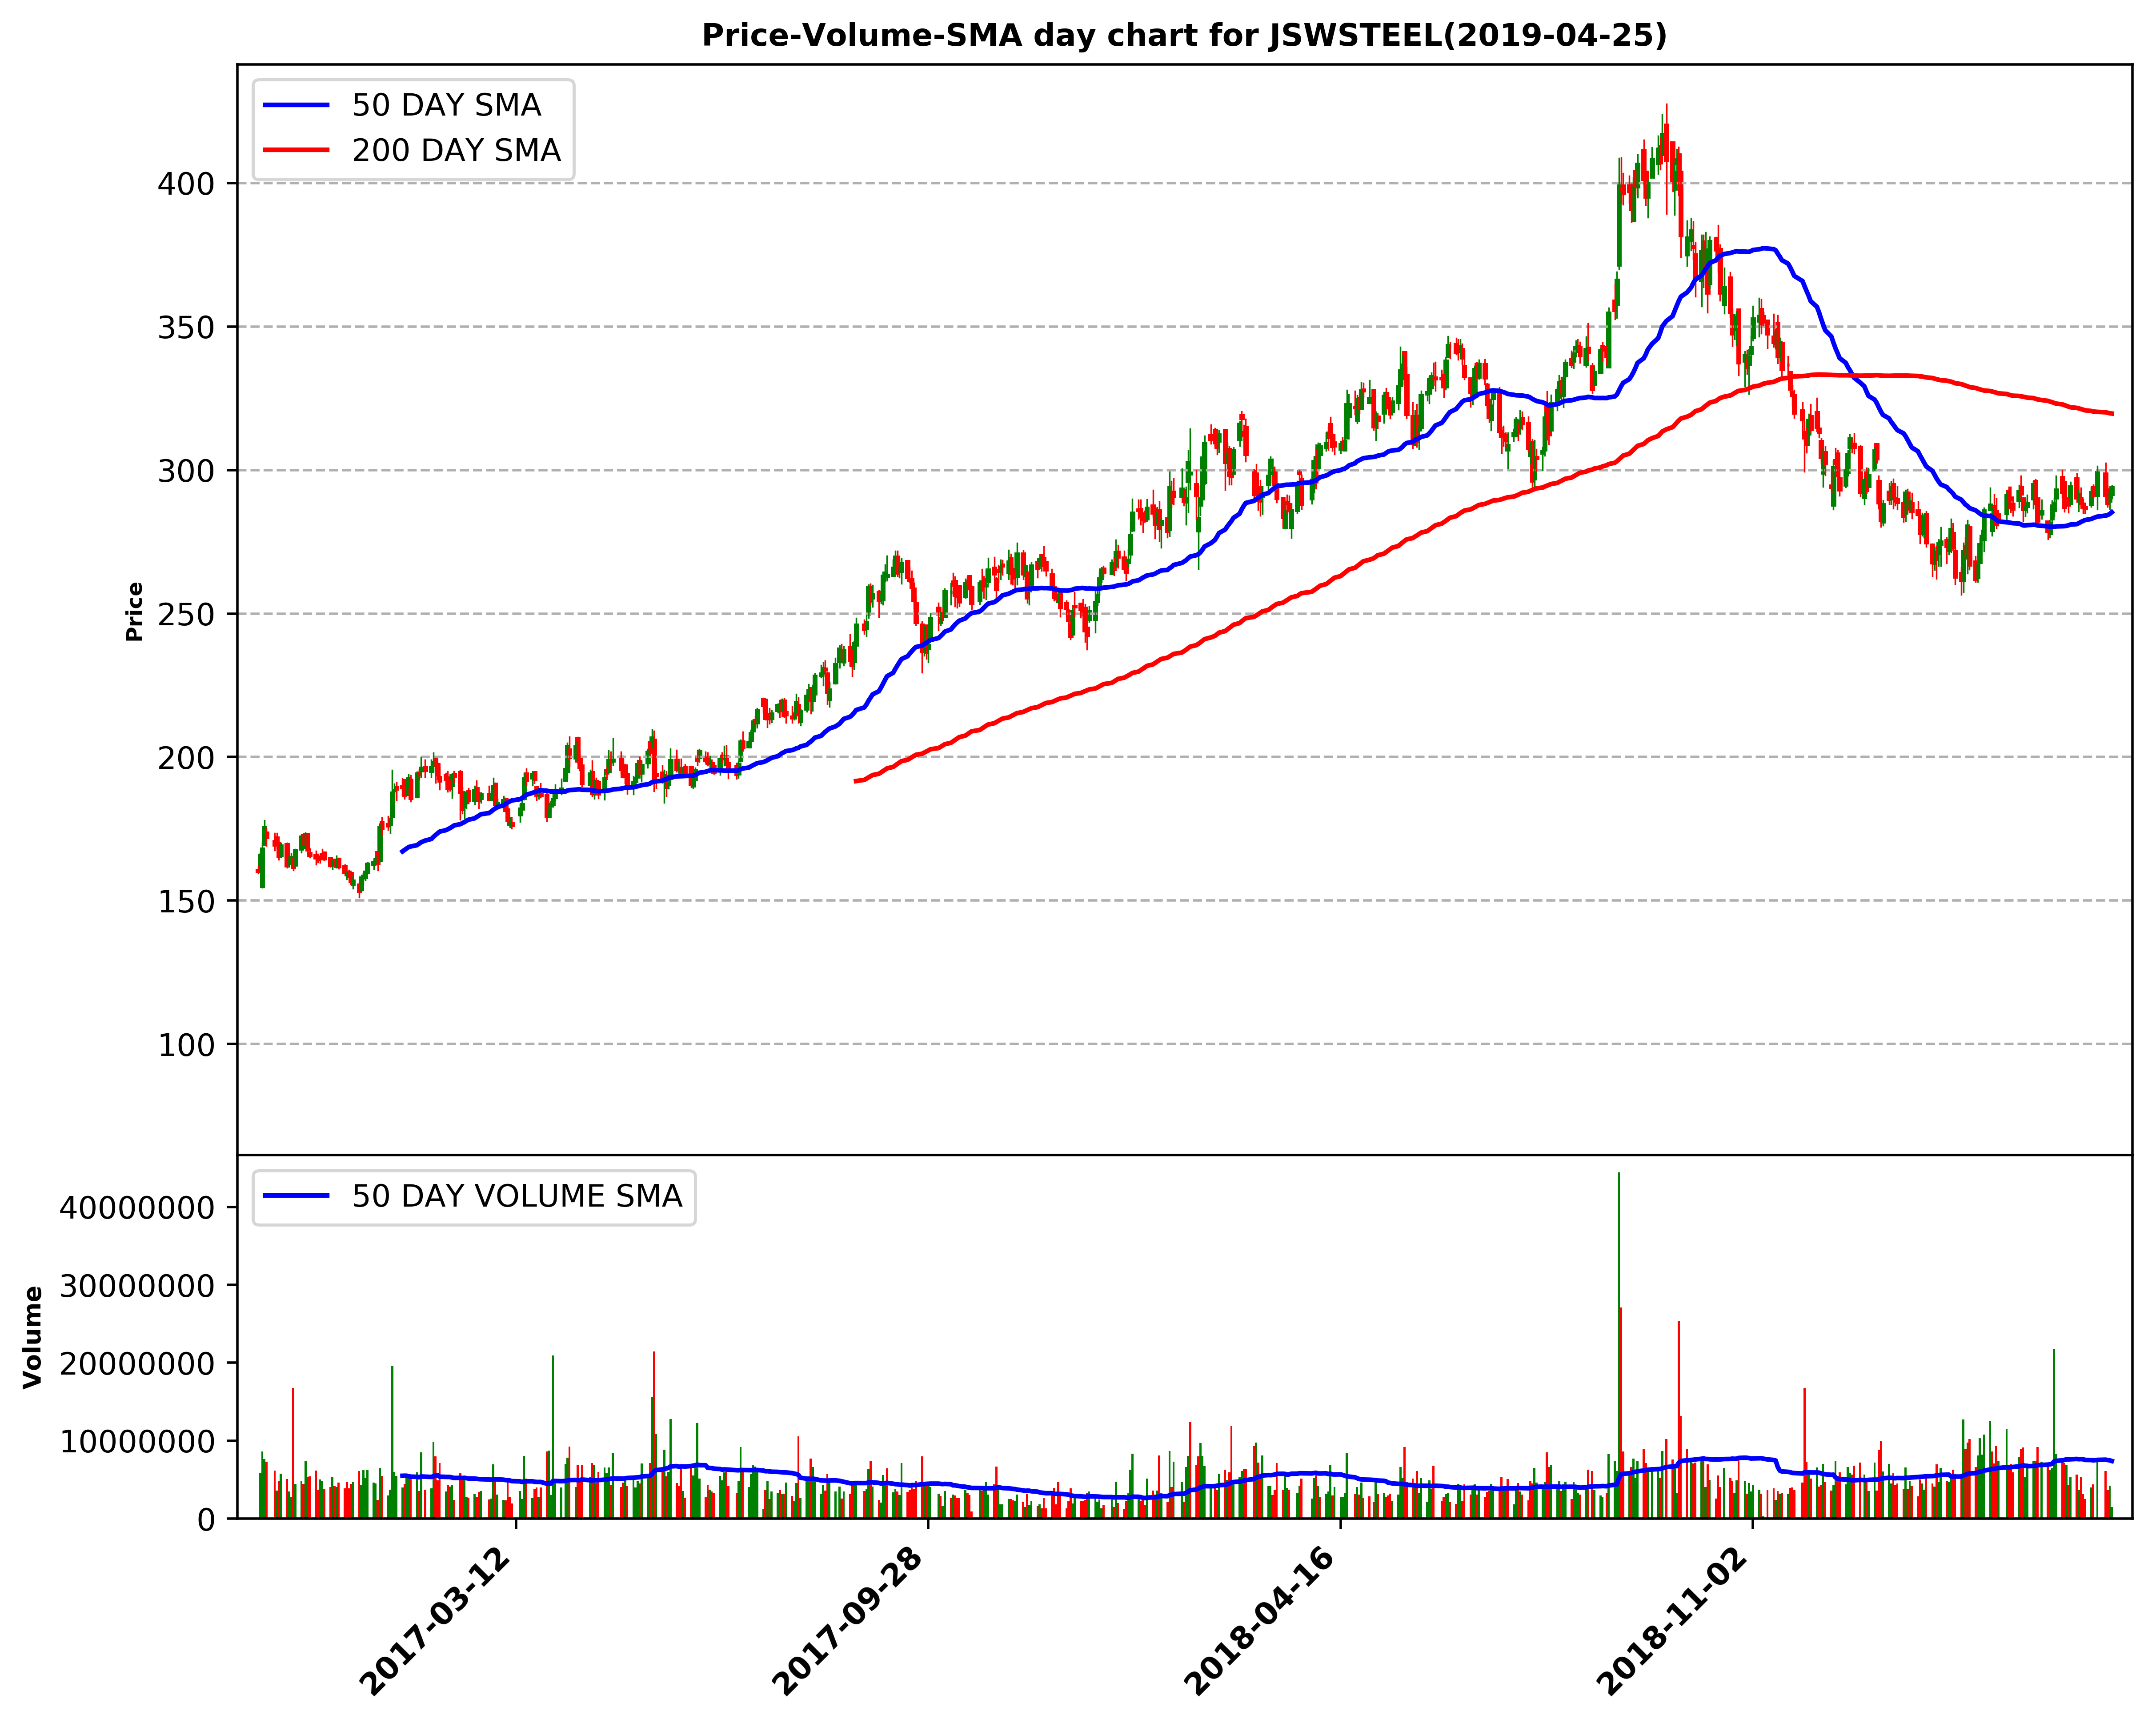 Price-Volume-SMA day chart for JSWSTEEL(2019-04-25)
50 DAY SMA
200 DAY SMA
400
350
300
250
200
150
100
Price
50 DAY VOLUME SMA
40000000
30000000
20000000
10000000
0
Volume
2017-03-12
2017-09-28
2018-04-16
2018-11-02